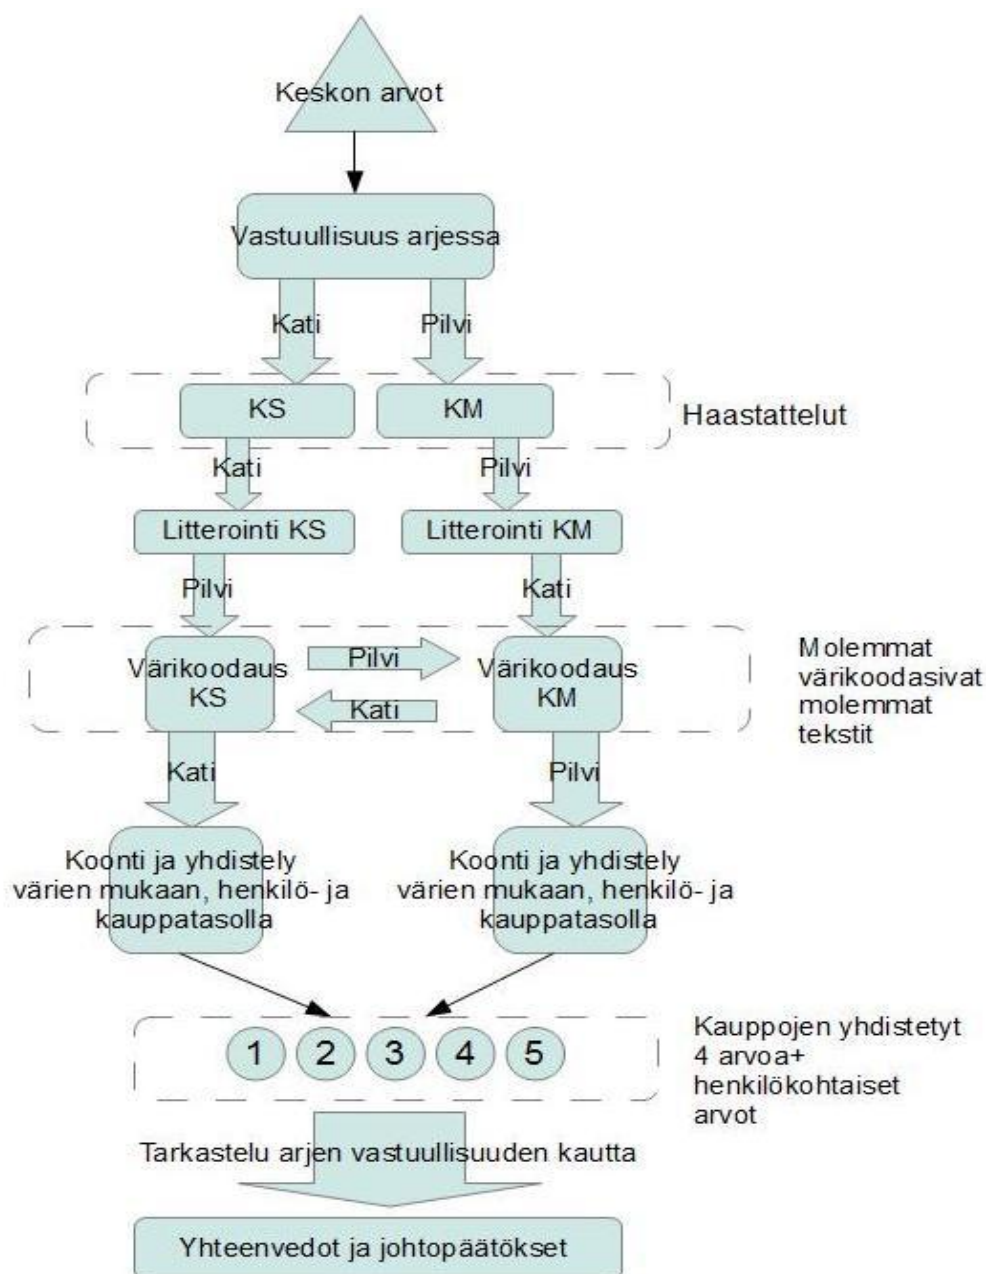 Keskon arvot
Vastuullisuus arjessa
Kati
Pilvi
KS
KM
Haastattelut
Kati
Pilvi
Litterointi KS
Litterointi KM
Pilvi
Kati
Värikoodaus
KS
Pilvi
Kati
Värikoodaus
KM
Molemmat
värikoodasivat
molemmat
tekstit
Kati
Pilvi
Koonti ja yhdistely
värien mukaan, henkilö- ja
kauppatasolla
Koonti ja yhdistely
värien mukaan, henkilö- ja
kauppatasolla
1 2 3 4 5
Kauppojen yhdistetyt
4 arvoa+
henkilökohtaiset
arvot
Tarkastelu arjen vastuullisuuden kautta
Yhteenvedot ja johtopäätökset